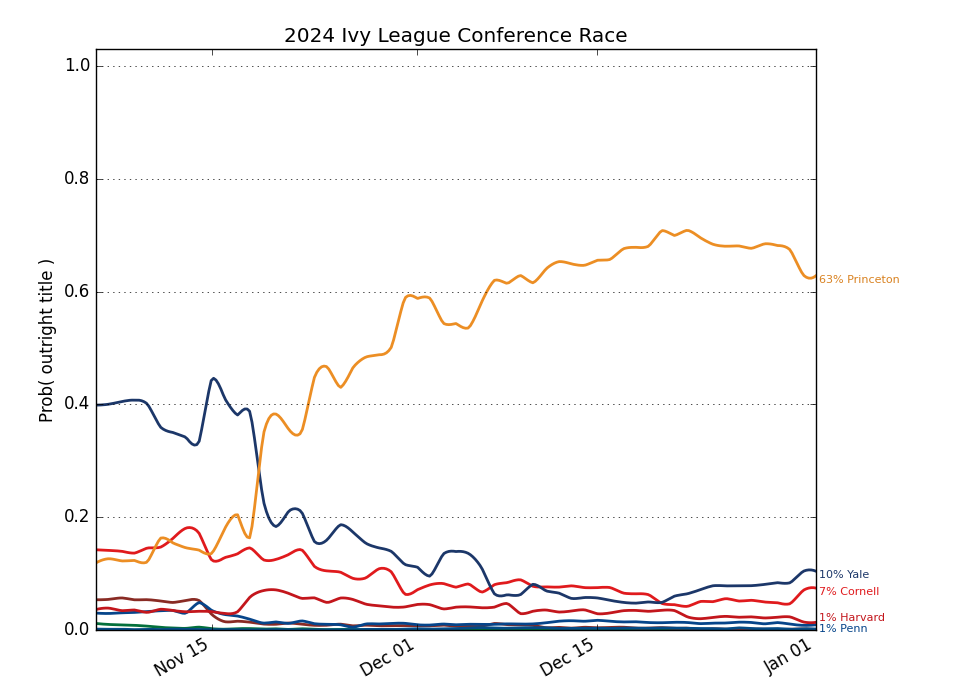 2024 Ivy League Conference Race
Prob( outright title )
1.0
0.8
0.6
0.4
0.2
0.0
63% Princeton
10% Yale
7% Cornell
1% Harvard
1% Penn
Nov 15
Dec 01
Dec 15
Jan 01